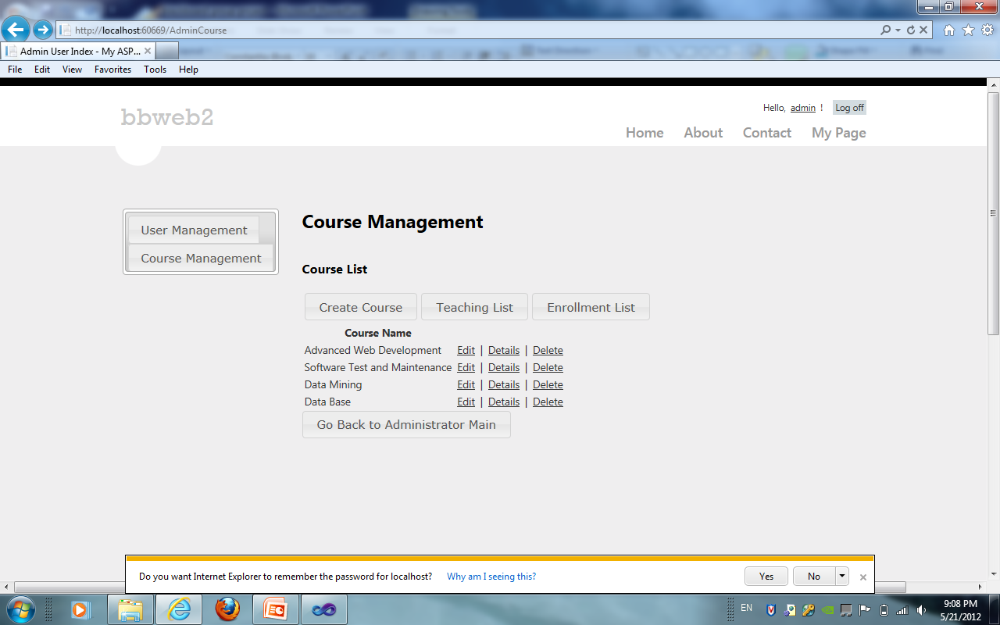 http://localhost:60669/AdminCourse
Admin User Index - My ASP...
File Edit View Favorites Tools Help
bbweb2
Hello, admin ! Log off
Home About Contact My Page
User Management
Course Management
Course Management
Course List
Create Course Teaching List Enrollment List
Course Name
Advanced Web Development Edit | Details | Delete
Software Test and Maintenance Edit | Details | Delete
Data Mining Edit | Details | Delete
Data Base Edit | Details | Delete
Go Back to Administrator Main
Do you want Internet Explorer to remember the password for localhost? Why am I seeing this? Yes No
EN
9:08 PM
5/21/2012